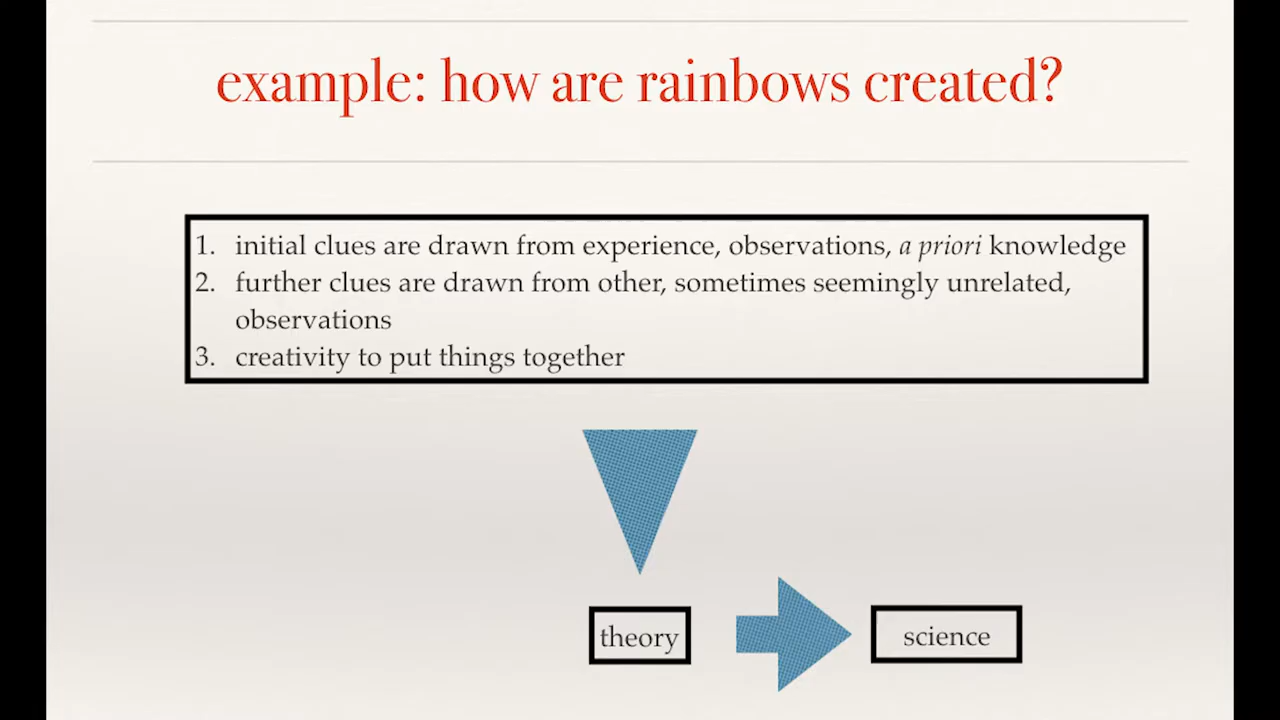 example: how are rainbows created?
1. initial clues are drawn from experience, observations, a priori knowledge
2. further clues are drawn from other, sometimes seemingly unrelated,
observations
3. creativity to put things together
theory
science